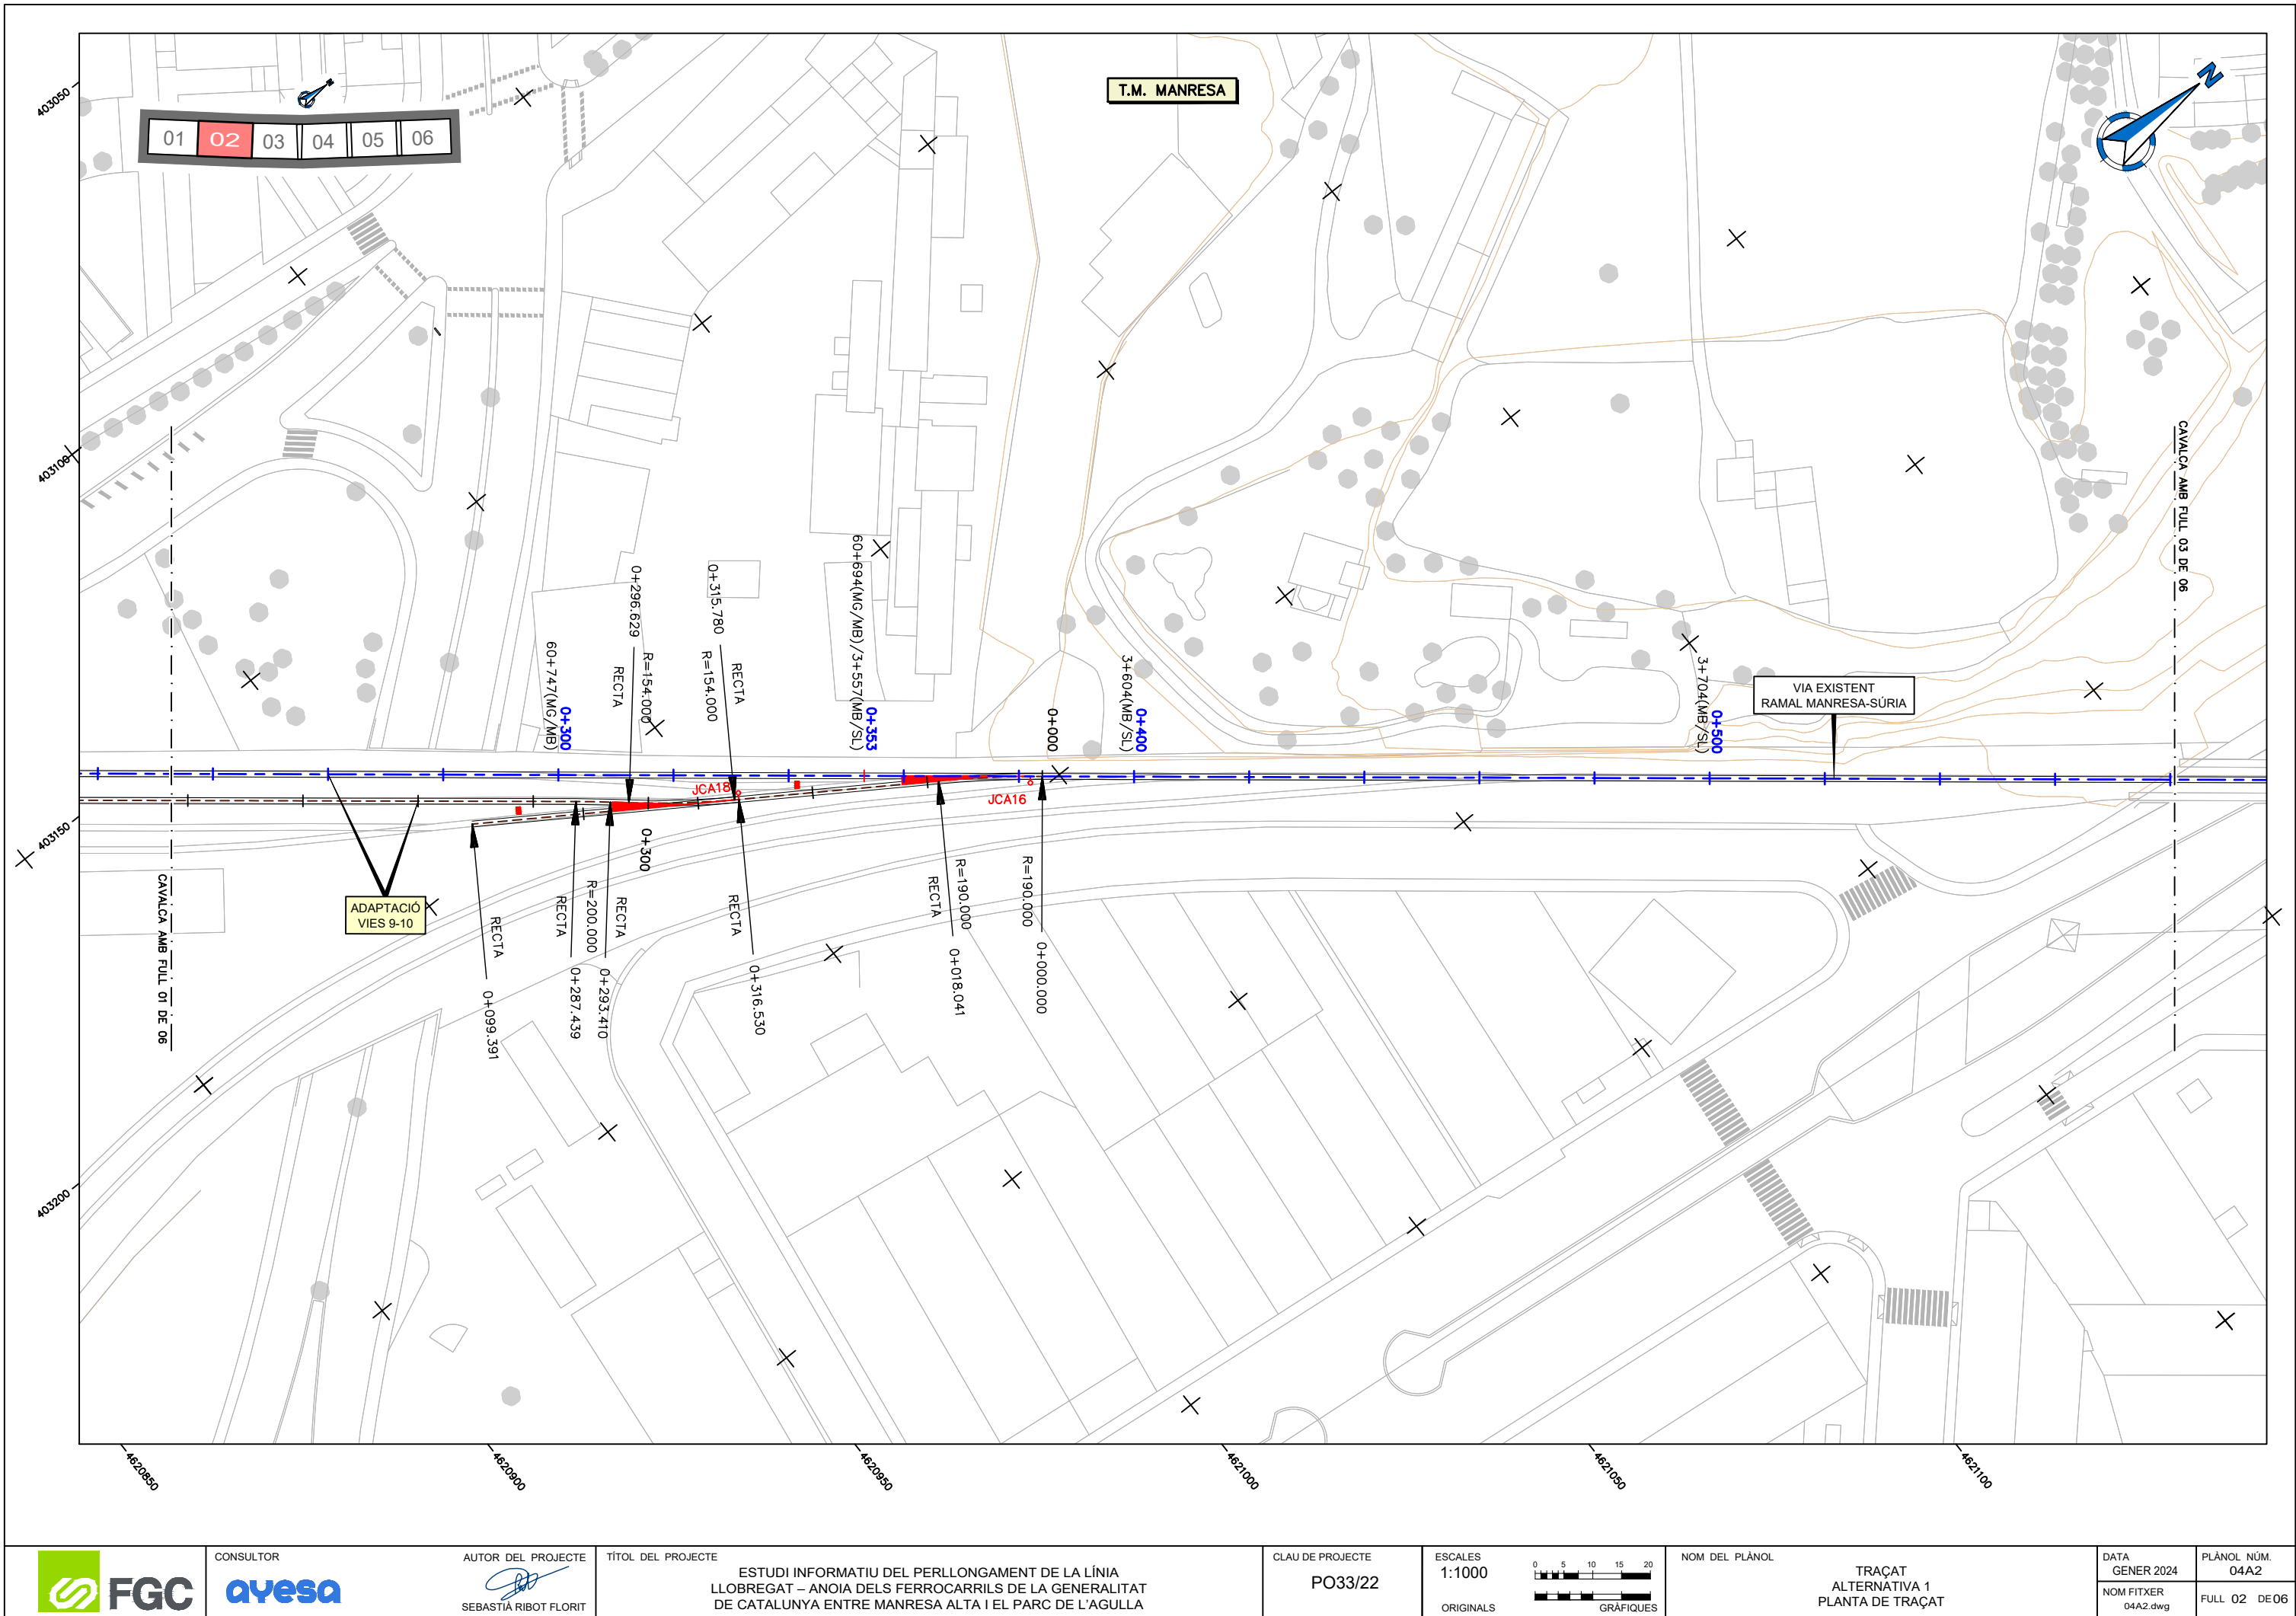 T.M. MANRESA
N
01 02 03 04 05 06
403050
403100
403150
403200
CAVALCA AMB FULL 01 DE 06
CAVALCA AMB FULL 03 DE 06
60+747(MG/MB)
0+300
RECTA
0+296.629
R=154.000
0+315.780
R=154.000
RECTA
60+694(MG/MB)/3+557(MB/SL)
0+353
0+000
3+604(MB/SL)
0+400
3+704(MB/SL)
0+500
VIA EXISTENT
RAMAL MANRESA-SÚRIA
JCA18
JCA16
0+300
ADAPTACIÓ
VIES 9-10
RECTA
0+099.391
RECTA
0+287.439
R=200.000
0+293.410
RECTA
RECTA
0+316.530
RECTA
R=190.000
0+018.041
R=190.000
0+000.000
4620850
4620900
4620950
4621000
4621050
4621100
FGC
CONSULTOR
ayesa
AUTOR DEL PROJECTE
SEBASTIÀ RIBOT FLORIT
TÍTOL DEL PROJECTE
ESTUDI INFORMATIU DEL PERLLONGAMENT DE LA LÍNIA
LLOBREGAT – ANOIA DELS FERROCARRILS DE LA GENERALITAT
DE CATALUNYA ENTRE MANRESA ALTA I EL PARC DE L'AGULLA
CLAU DE PROJECTE
PO33/22
ESCALES
1:1000
0 5 10 15 20
ORIGINALS
GRÀFIQUES
NOM DEL PLÀNOL
TRAÇAT
ALTERNATIVA 1
PLANTA DE TRAÇAT
DATA
GENER 2024
NOM FITXER
04A2.dwg
PLÀNOL NÚM.
04A2
FULL 02 DE 06